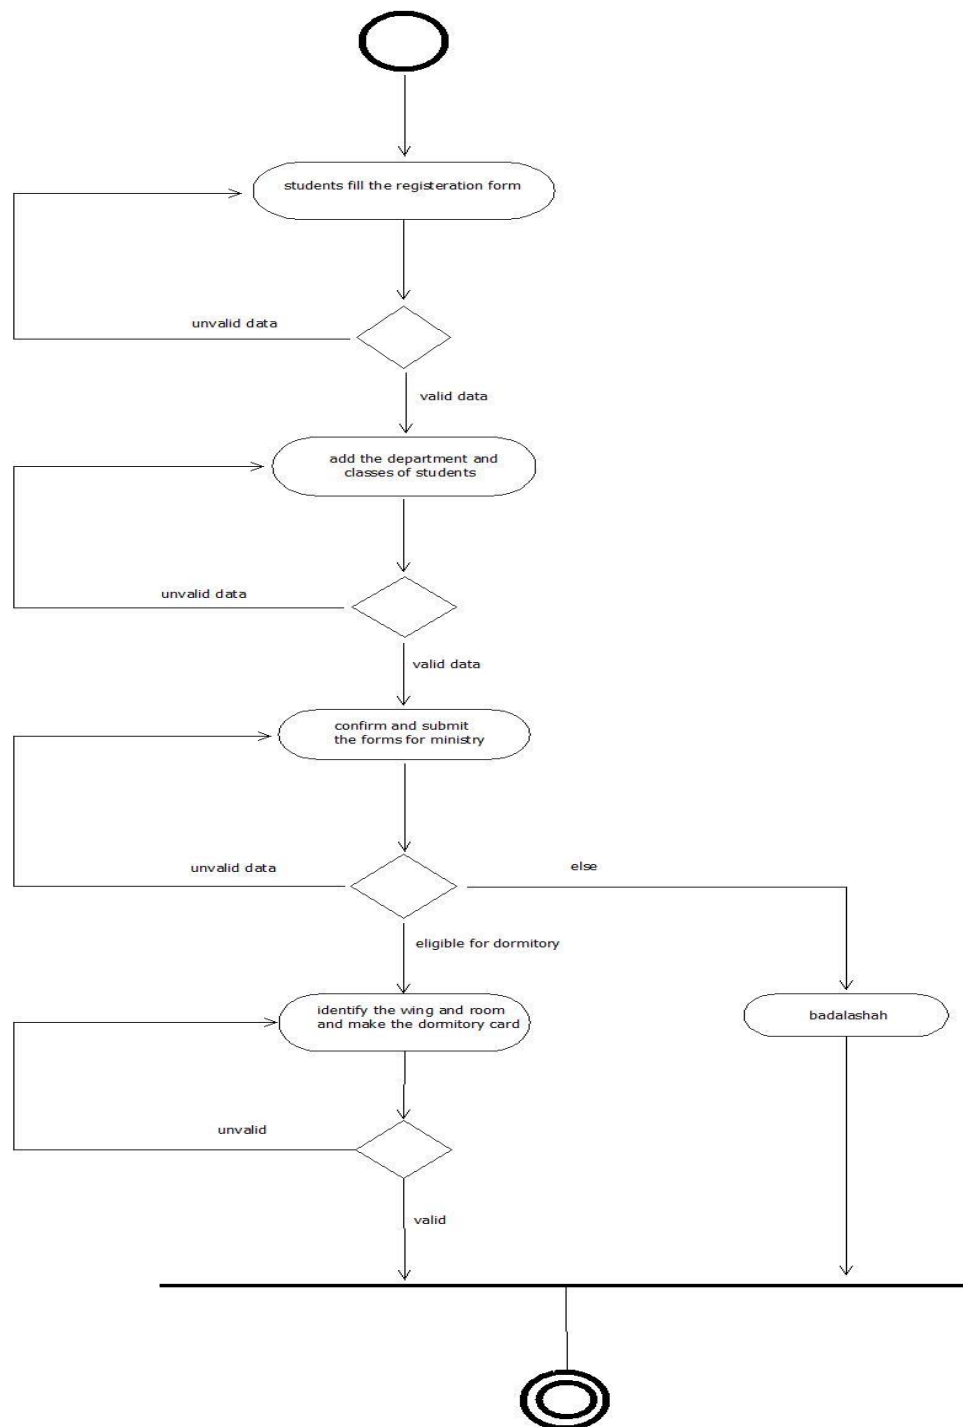 students fill the registeration form
unvalid data
valid data
add the department and
classes of students
unvalid data
valid data
confirm and submit
the forms for ministry
unvalid data
else
eligible for dormitory
identify the wing and room
and make the dormitory card
badalashah
unvalid
valid